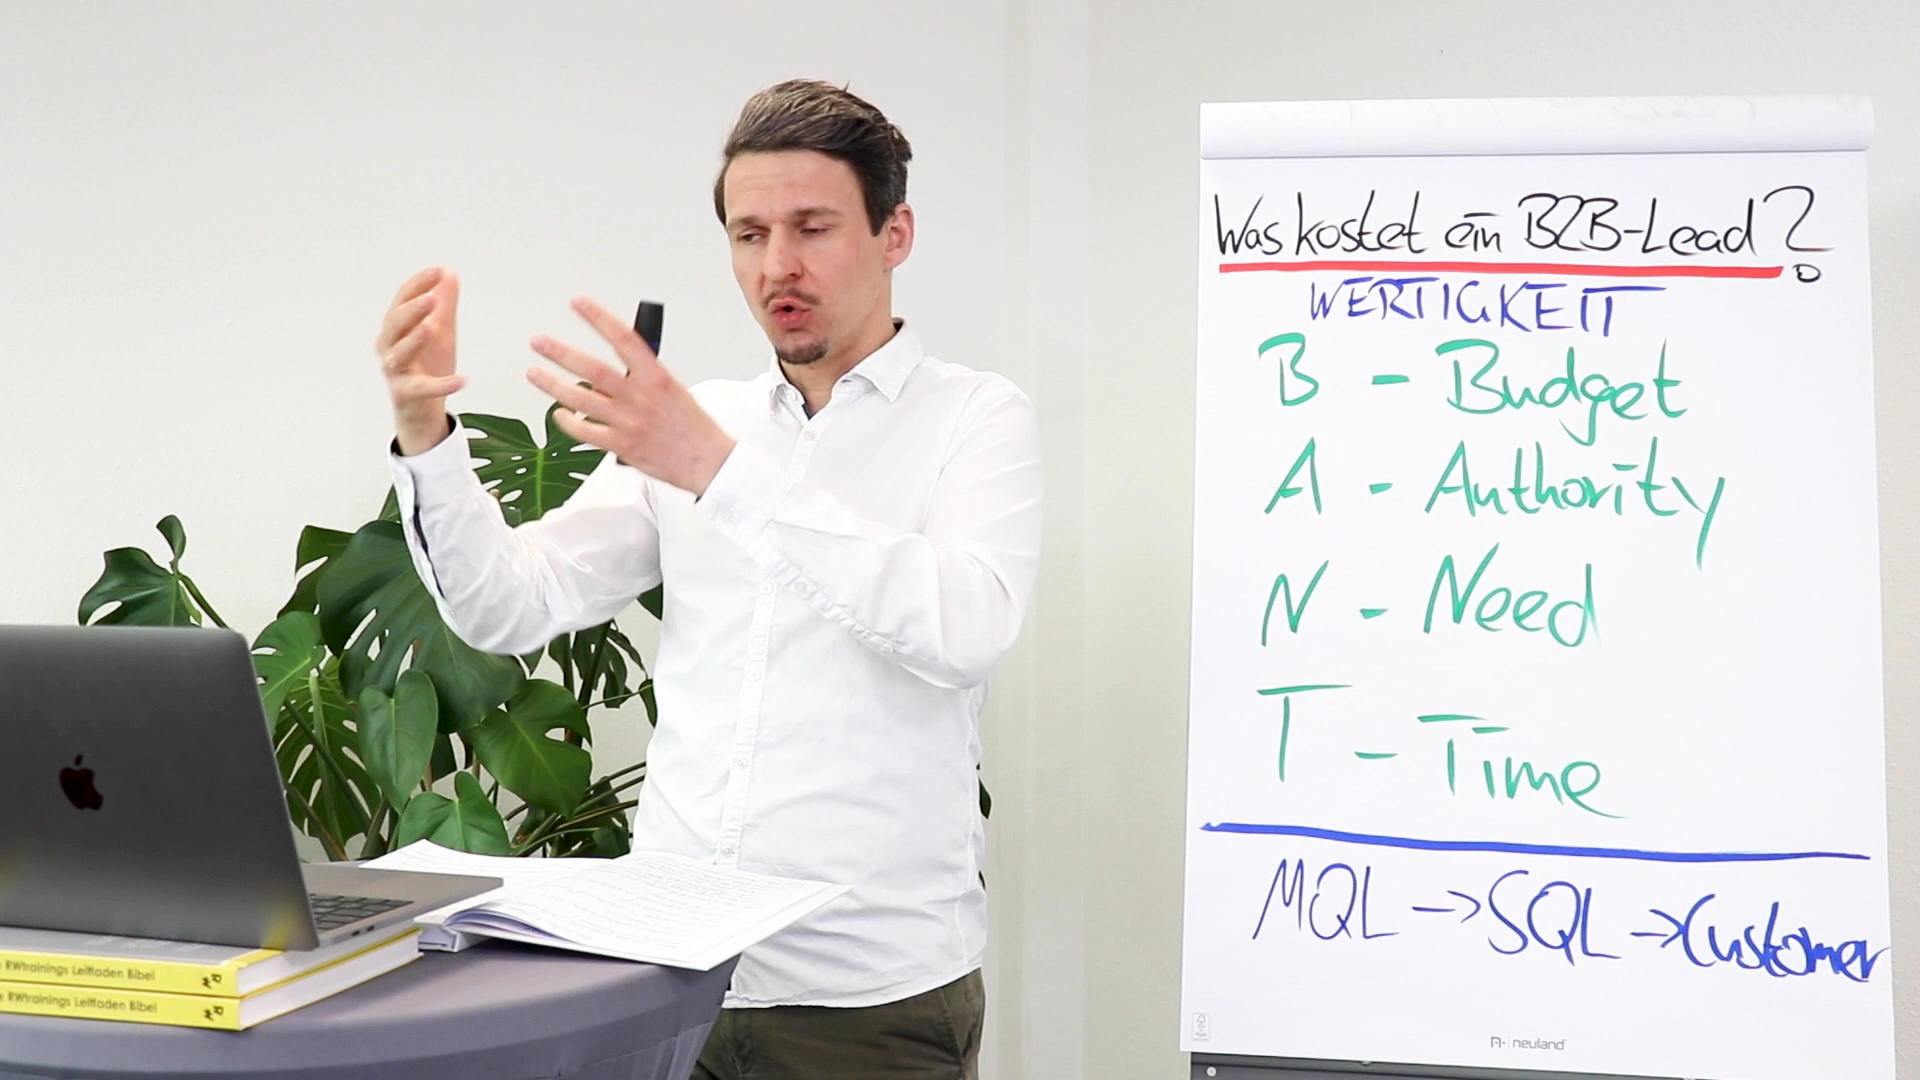 Was kostet ein B2B-Lead?
WERTIGKEIT
B - Budget
A - Authority
N - Need
T - Time
MQL → SQL → Customer
neuland
RWtrainings Leitfaden Bibel
RWtrainings Leitfaden Bibel